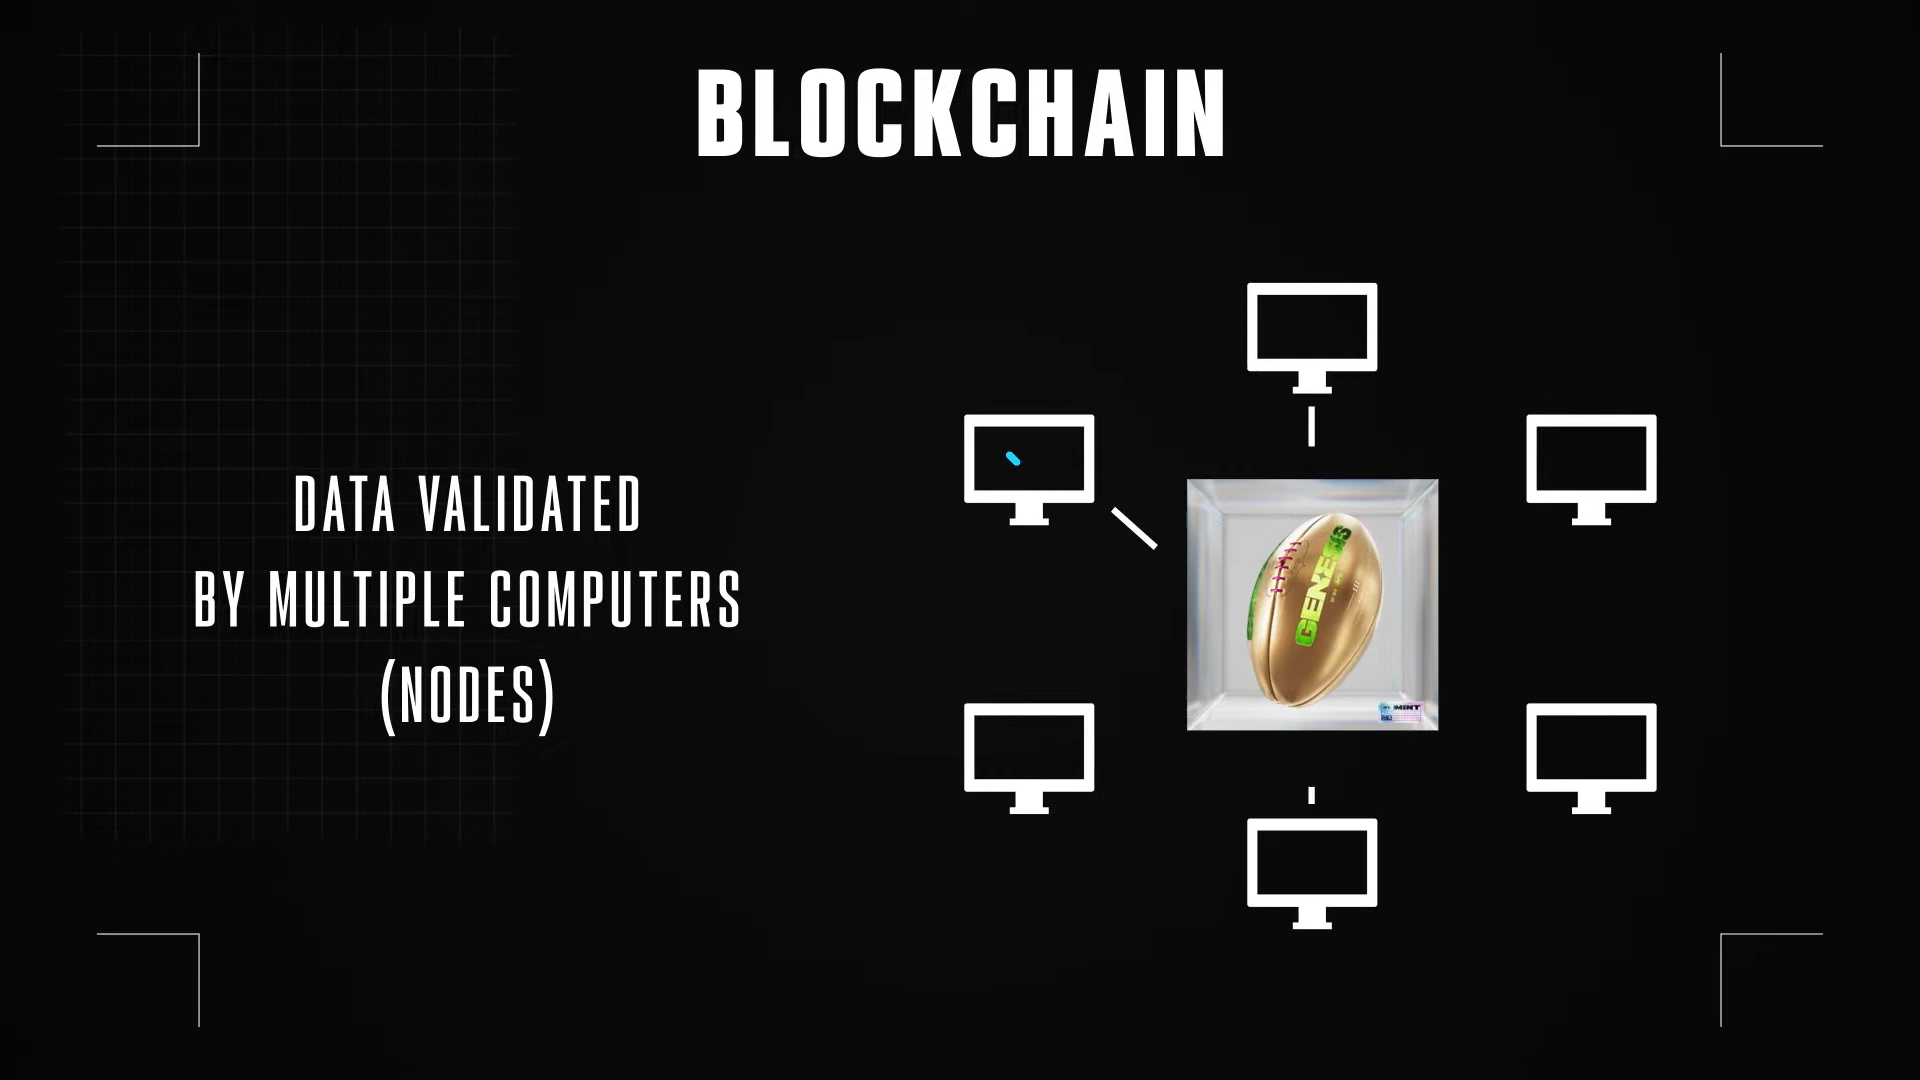 BLOCKCHAIN
DATA VALIDATED
BY MULTIPLE COMPUTERS
(NODES)
GENESIS
MINT